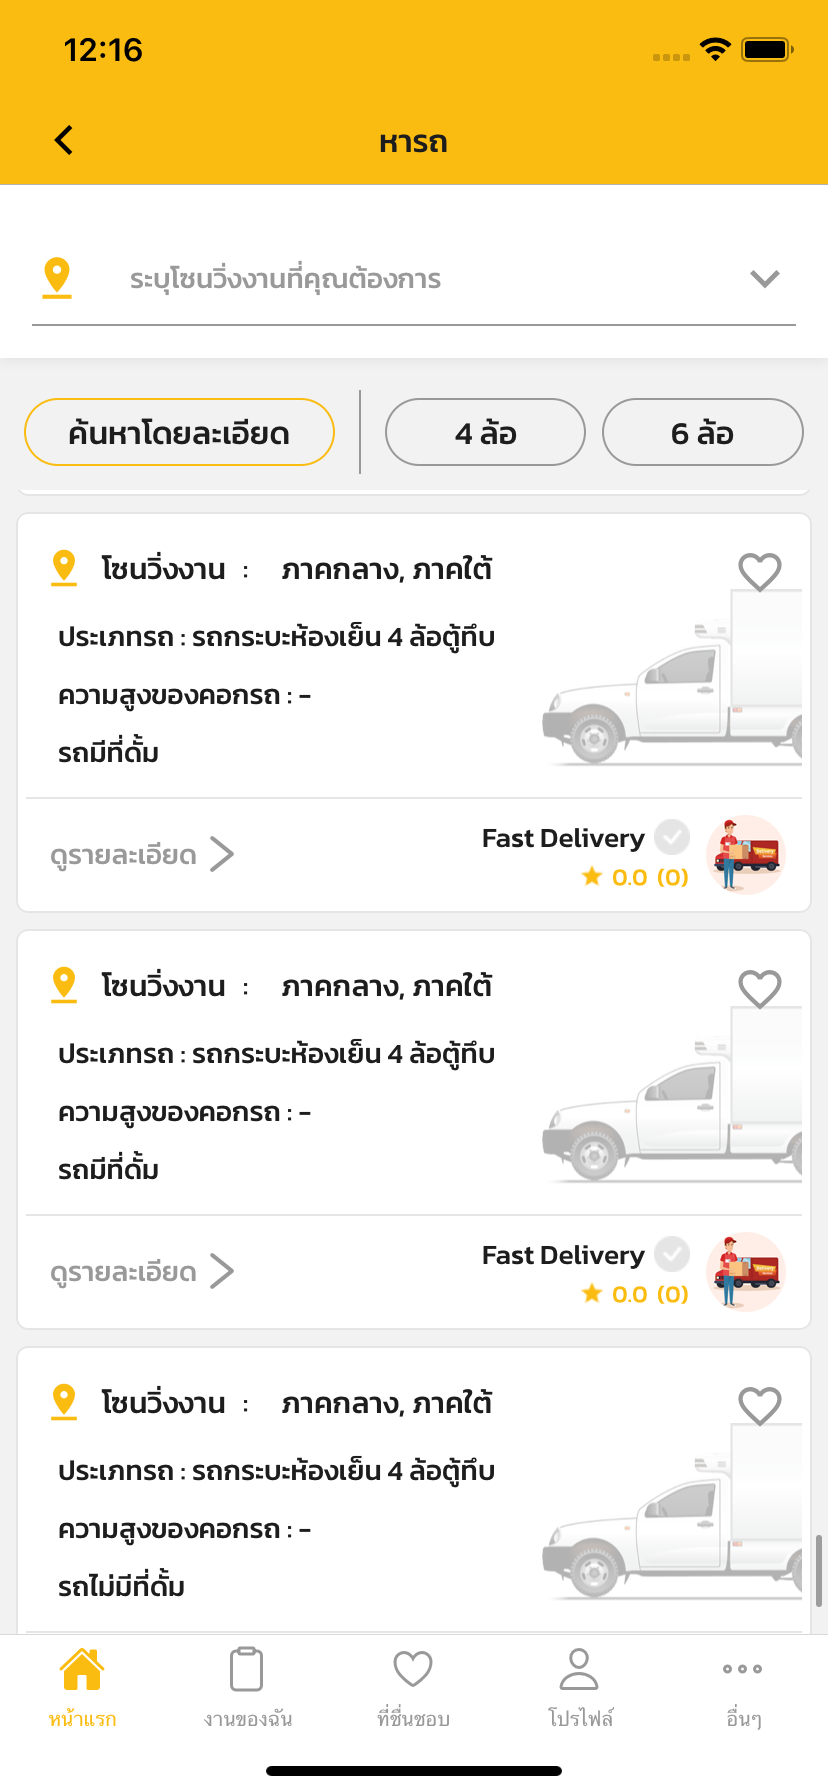 12:16
หารถ
ระบุโซนวิ่งงานที่คุณต้องการ
ค้นหาโดยละเอียด
4 ล้อ
6 ล้อ
โซนวิ่งงาน : ภาคกลาง, ภาคใต้
ประเภทรถ : รถกระบะห้องเย็น 4 ล้อตู้ทึบ
ความสูงของคอกรถ : -
รถมีที่ดั้ม
ดูรายละเอียด
Fast Delivery
0.0 (0)
โซนวิ่งงาน : ภาคกลาง, ภาคใต้
ประเภทรถ : รถกระบะห้องเย็น 4 ล้อตู้ทึบ
ความสูงของคอกรถ : -
รถมีที่ดั้ม
ดูรายละเอียด
Fast Delivery
0.0 (0)
โซนวิ่งงาน : ภาคกลาง, ภาคใต้
ประเภทรถ : รถกระบะห้องเย็น 4 ล้อตู้ทึบ
ความสูงของคอกรถ : -
รถไม่มีที่ดั้ม
หน้าแรก
งานของฉัน
ที่ชื่นชอบ
โปรไฟล์
อื่นๆ